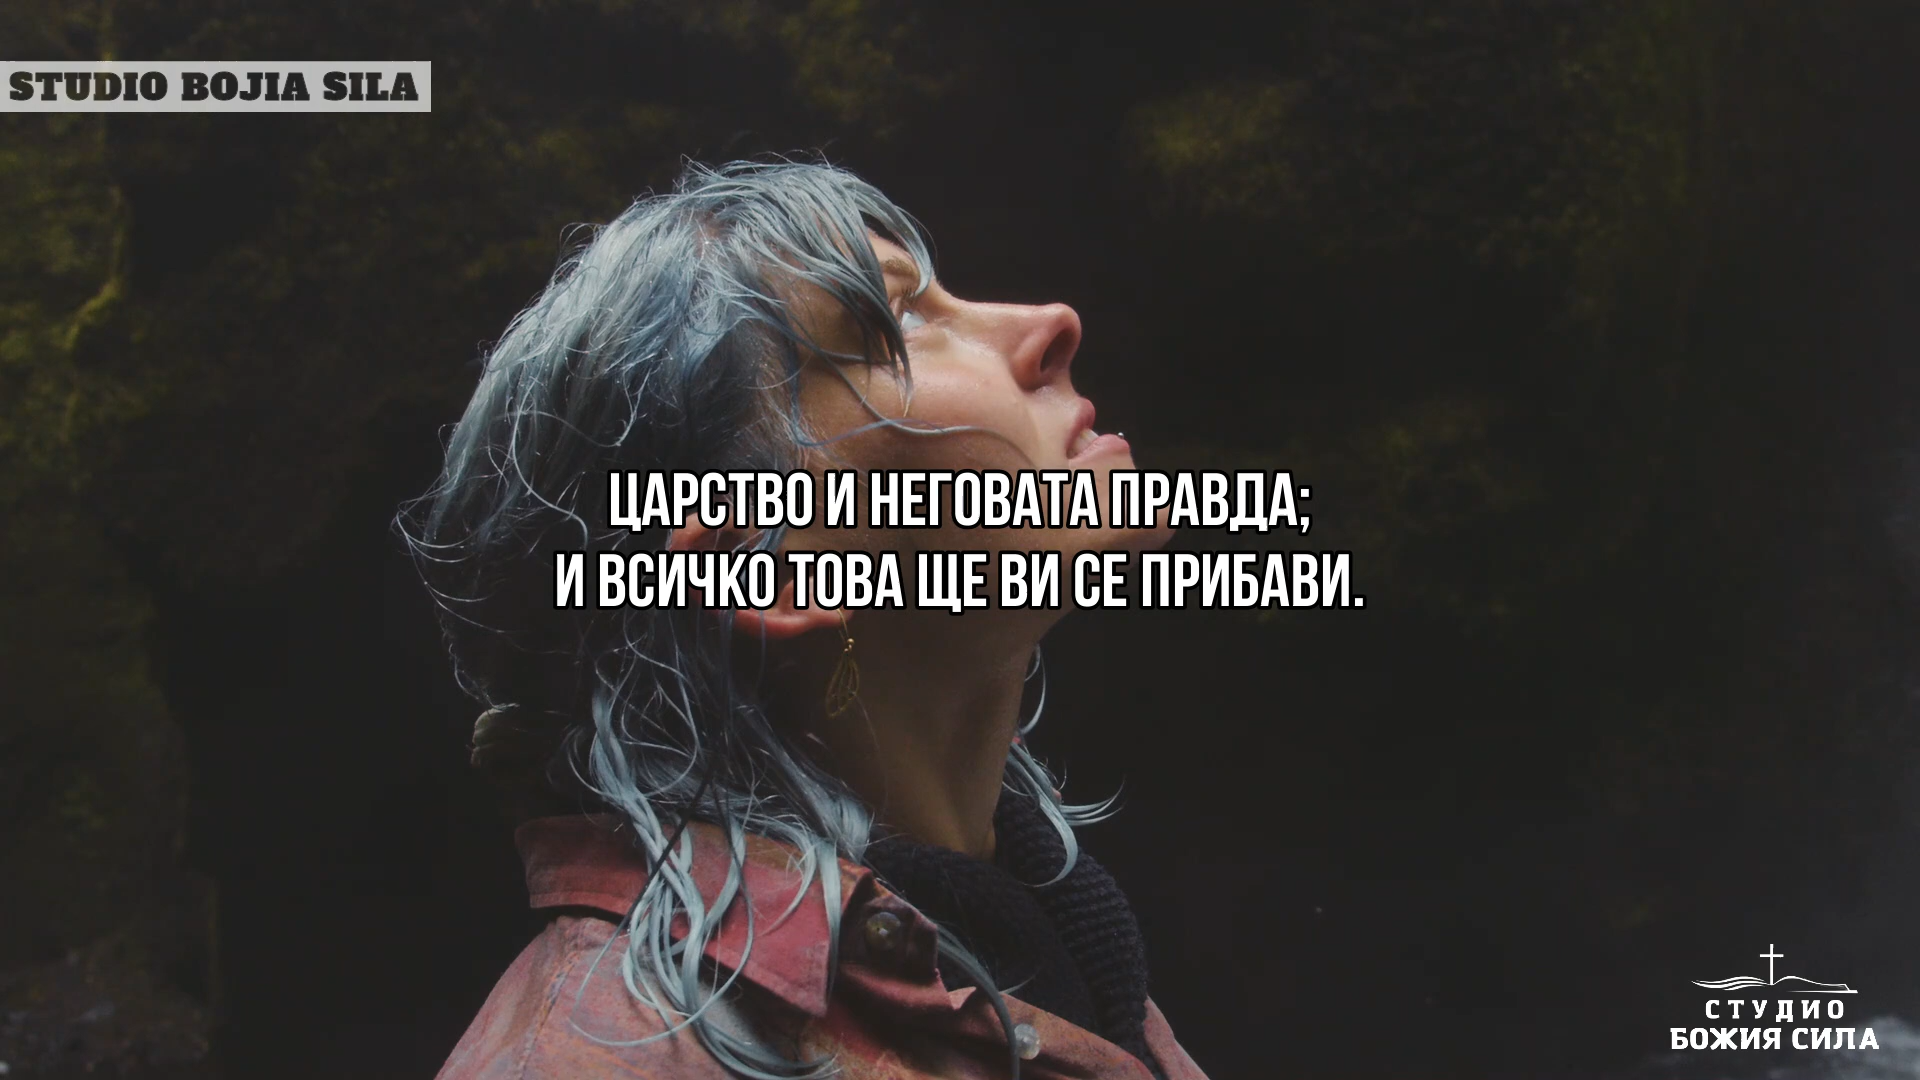 STUDIO BOJIA SILA
ЦАРСТВО И НЕГОВАТА ПРАВДА;
И ВСИЧКО ТОВА ЩЕ ВИ СЕ ПРИБАВИ.
СТУДИО
БОЖИЯ СИЛА